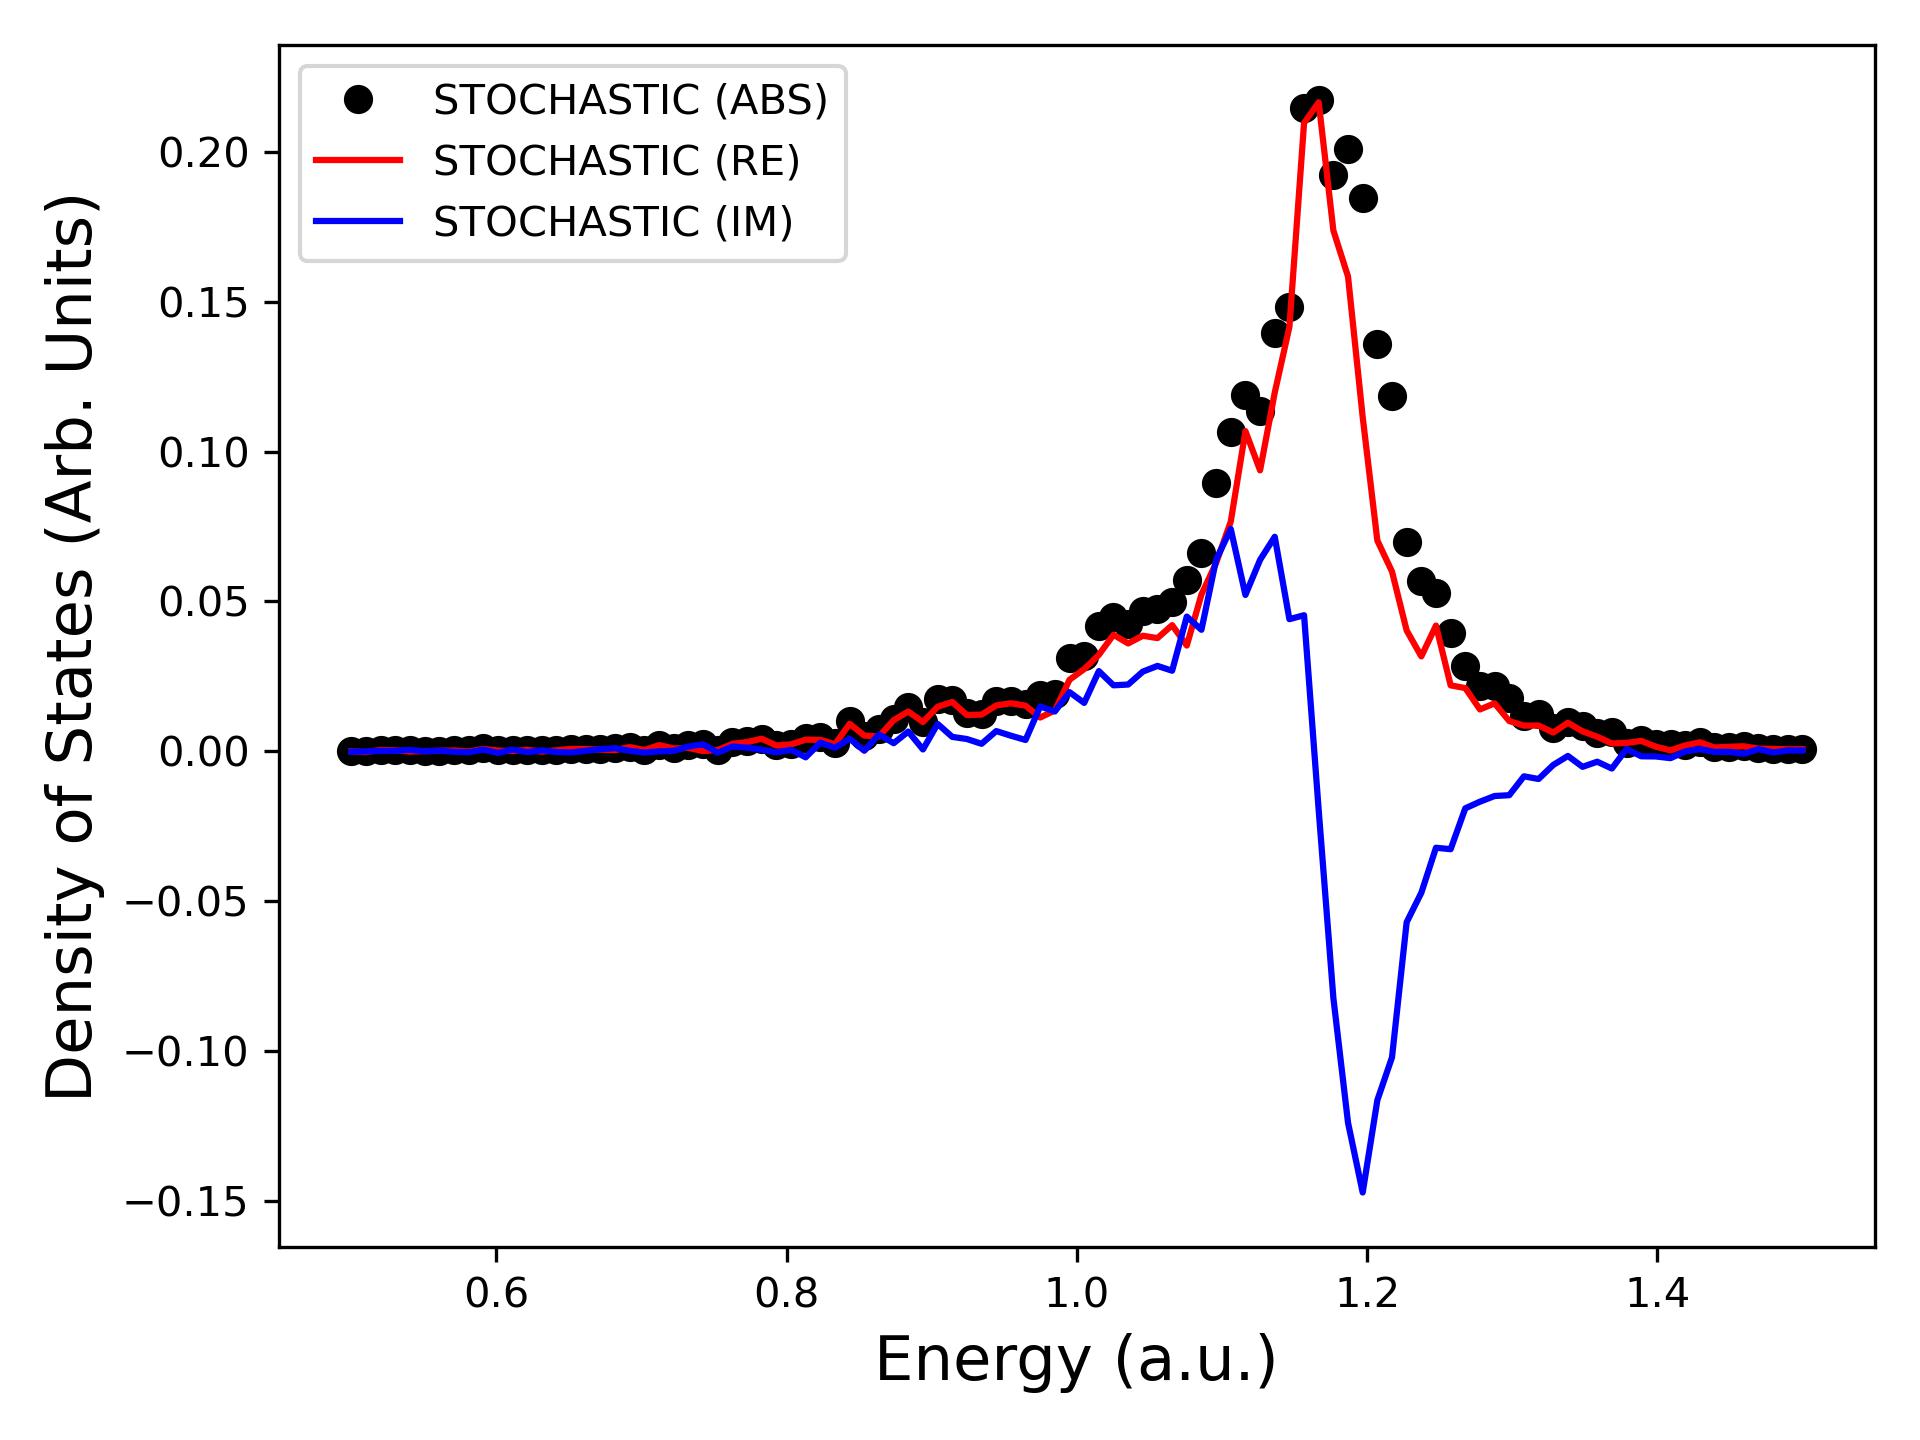 STOCHASTIC (ABS)
STOCHASTIC (RE)
STOCHASTIC (IM)
0.20
0.15
0.10
0.05
0.00
−0.05
−0.10
−0.15
Density of States (Arb. Units)
0.6 0.8 1.0 1.2 1.4
Energy (a.u.)